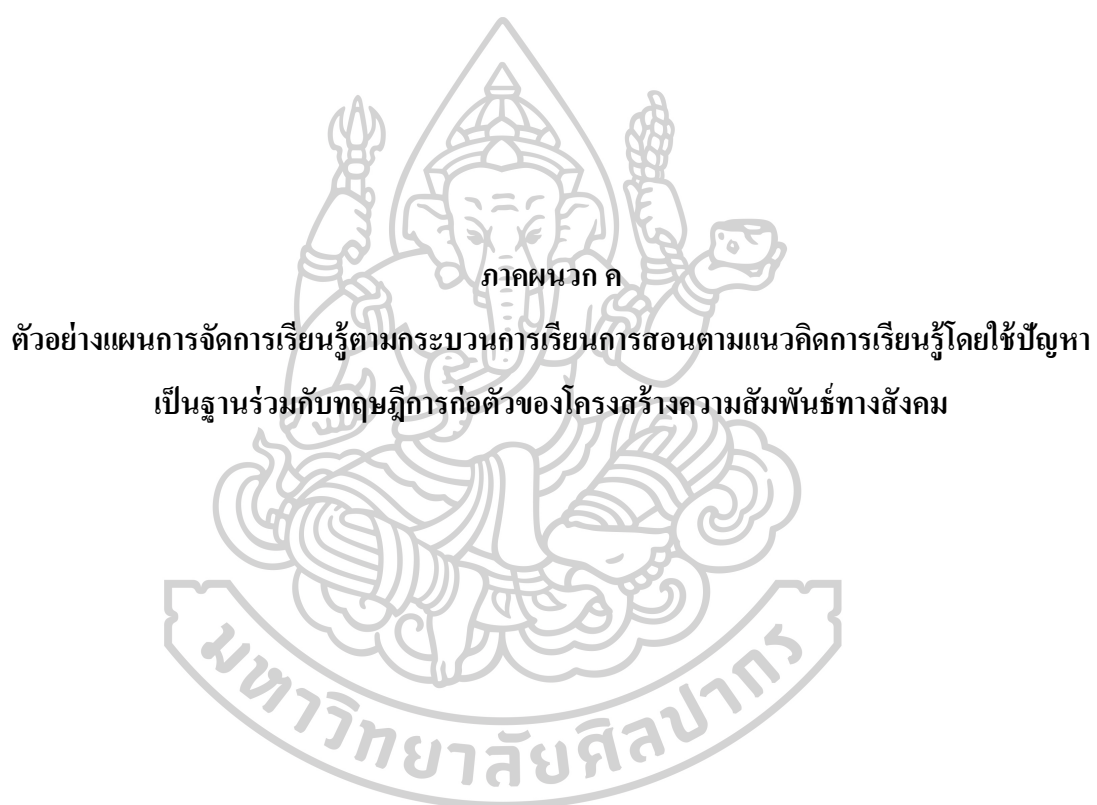 ภาคผนวก ค
ตัวอย่างแผนการจัดการเรียนรู้ตามกระบวนการเรียนการสอนตามแนวคิดการเรียนรู้โดยใช้ปัญหา
เป็นฐานร่วมกับทฤษฎีการก่อตัวของโครงสร้างความสัมพันธ์ทางสังคม
มหาวิทยาลัยศิลปากร